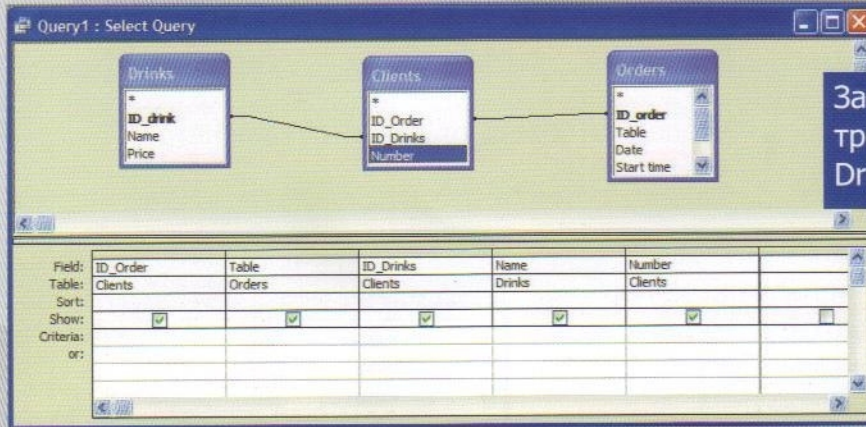 Query1 : Select Query
Drinks
*
ID_drink
Name
Price
Clients
*
ID_Order
ID_Drinks
Number
Orders
*
ID_order
Table
Date
Start time
За
тр
Dr
Field: ID_Order Table ID_Drinks Name Number
Table: Clients Orders Clients Drinks Clients
Sort:
Show:
Criteria:
or: